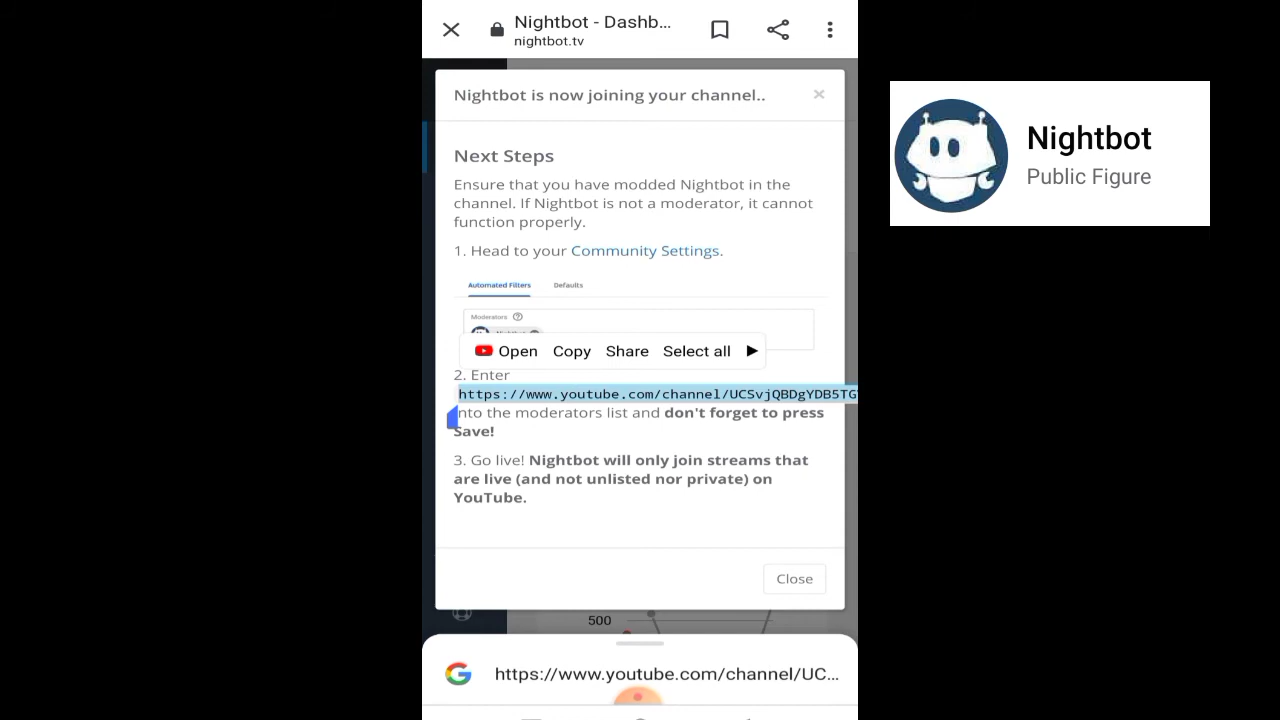 Nightbot - Dashb...
nightbot.tv
Nightbot is now joining your channel..
Next Steps
Ensure that you have modded Nightbot in the
channel. If Nightbot is not a moderator, it cannot
function properly.
1. Head to your Community Settings.
Automated Filters Defaults
Moderators
Open Copy Share Select all
2. Enter
https://www.youtube.com/channel/UCSvjQBDgYDB5TG
nto the moderators list and don't forget to press
Save!
3. Go live! Nightbot will only join streams that
are live (and not unlisted nor private) on
YouTube.
Close
500
https://www.youtube.com/channel/UC...
Nightbot
Public Figure